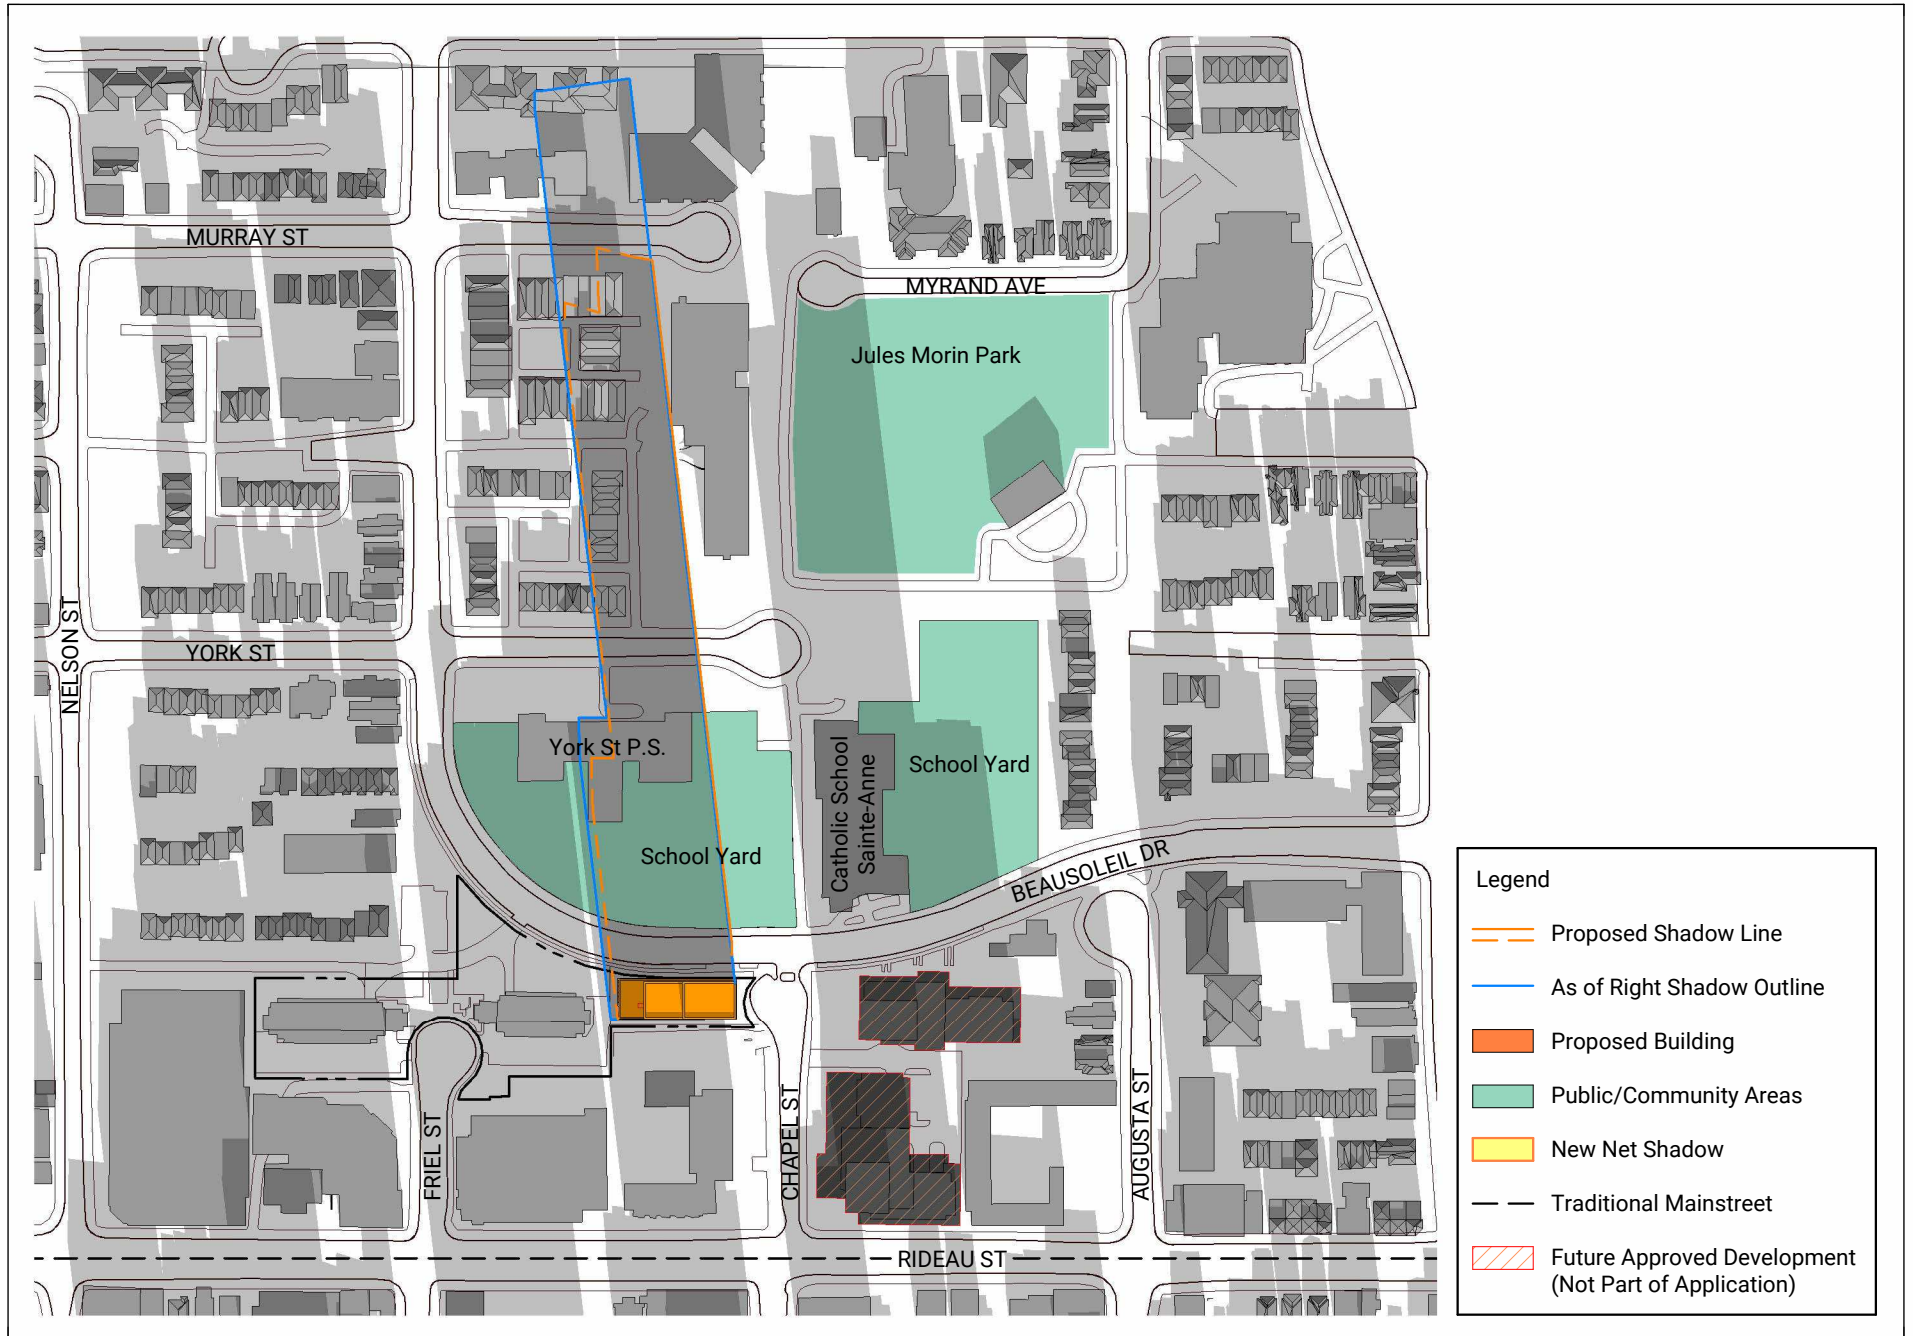 MURRAY ST
MYRAND AVE
Jules Morin Park
NELSON ST
YORK ST
York St P.S.
School Yard
Catholic School
Sainte-Anne
School Yard
BEAUSOLEIL DR
FRIEL ST
CHAPEL ST
AUGUSTA ST
RIDEAU ST
Legend
Proposed Shadow Line
As of Right Shadow Outline
Proposed Building
Public/Community Areas
New Net Shadow
Traditional Mainstreet
Future Approved Development
(Not Part of Application)